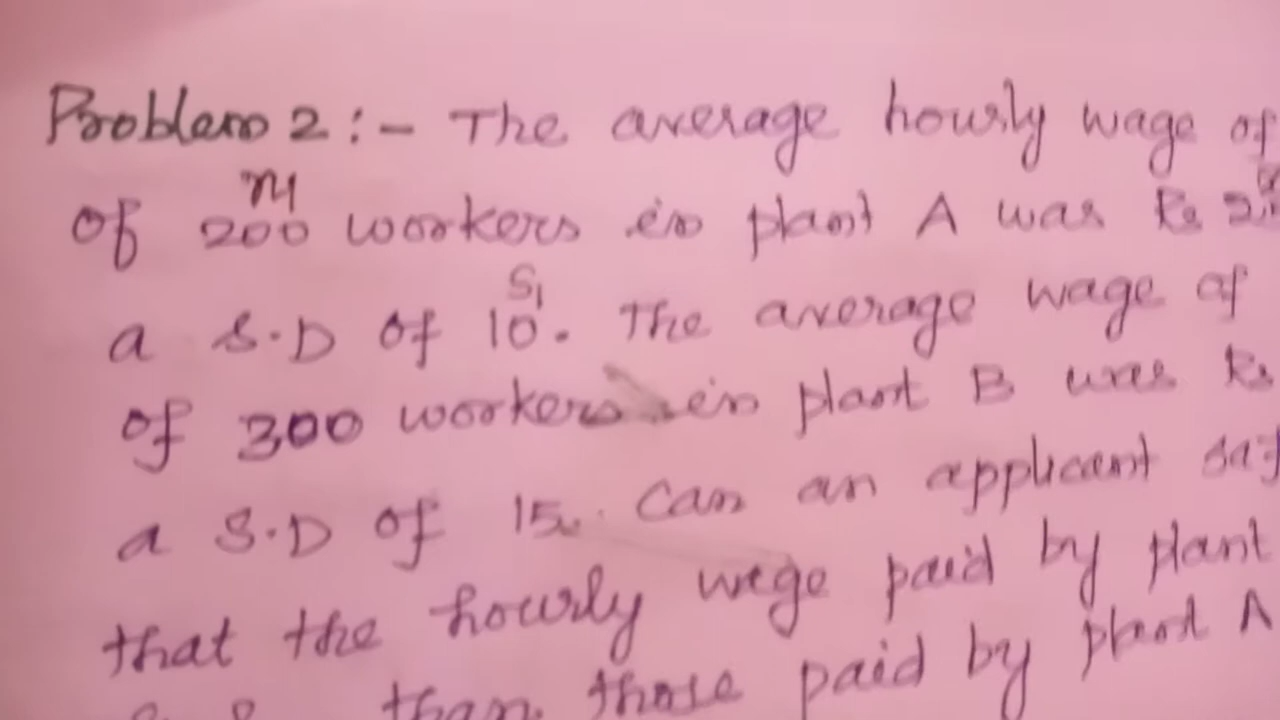 Problem 2 :- The average hourly wage of
n1
of 200 workers in plant A was Rs
S1
a S.D of 10. The average wage of
of 300 workers in plant B was Rs
a S.D of 15. Can an applicant
that the hourly wage paid by plant
than those paid by plant A